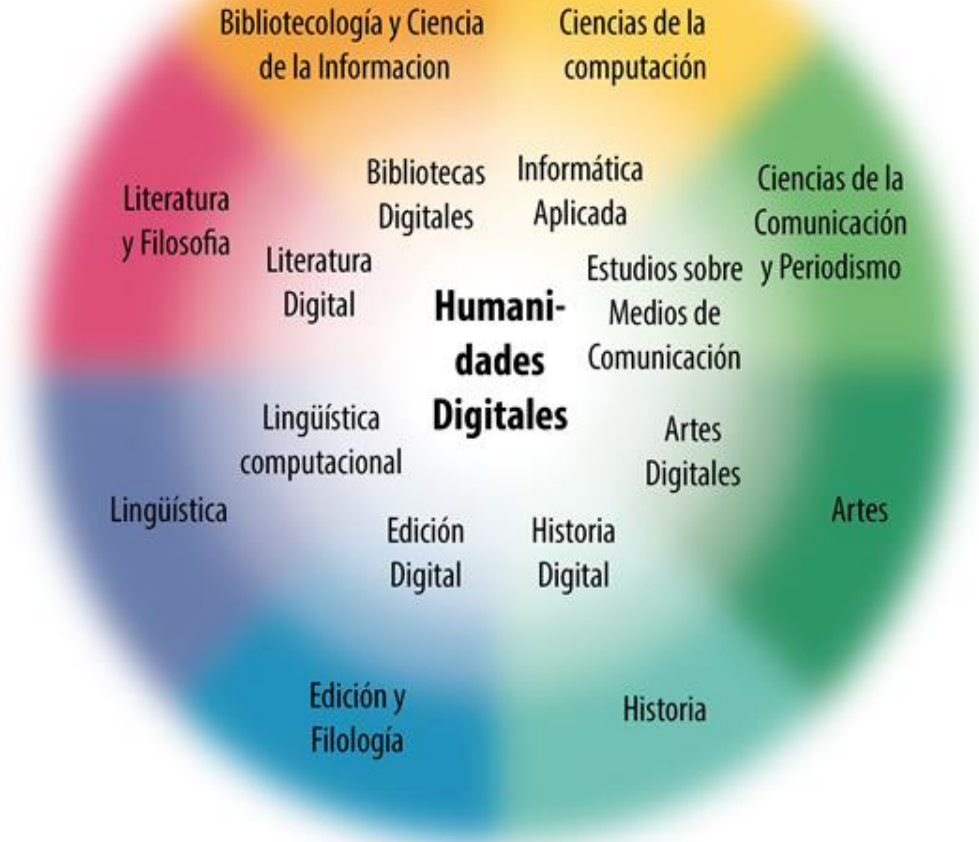 Bibliotecología y Ciencia
de la Informacion
Ciencias de la
computación
Bibliotecas
Digitales
Informática
Aplicada
Ciencias de la
Comunicación
y Periodismo
Literatura
y Filosofia
Literatura
Digital
Estudios sobre
Medios de
Comunicación
Humani-
dades
Digitales
Lingüística
computacional
Artes
Digitales
Lingüística
Artes
Edición
Digital
Historia
Digital
Edición y
Filología
Historia